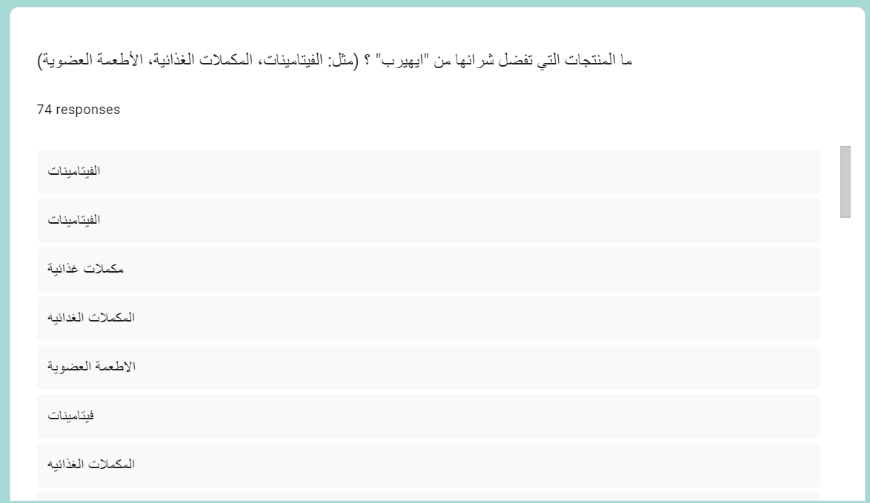 ما المنتجات التي تفضل شرائها من "ايهيرب" ؟ (مثل: الفيتامينات، المكملات الغذائية، الأطعمة العضوية)
74 responses
الفيتامينات
الفيتامينات
مكملات غذائية
المكملات الغدائيه
الاطعمة العضوية
فيتامينات
المكملات الغذائيه